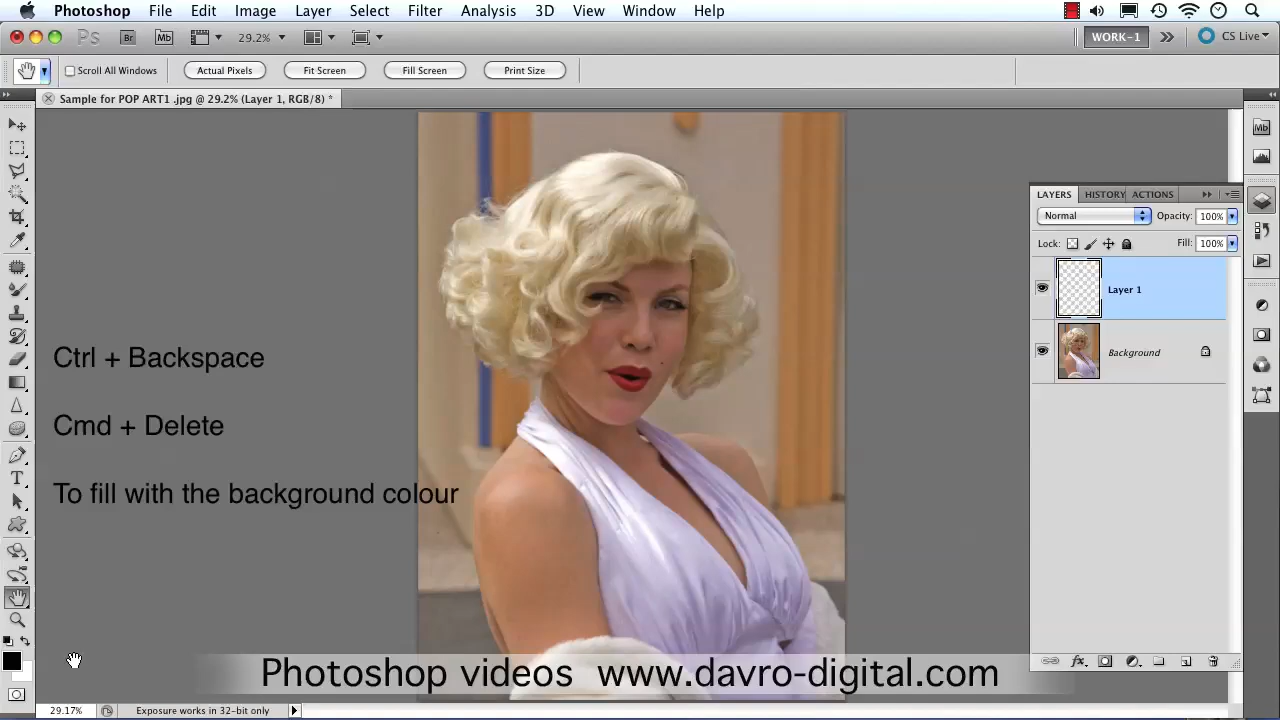 Photoshop File Edit Image Layer Select Filter Analysis 3D View Window Help
Ps Br Mb 29.2% WORK-1 CS Live
Scroll All Windows Actual Pixels Fit Screen Fill Screen Print Size
Sample for POP ART1 .jpg @ 29.2% (Layer 1, RGB/8) *
Mb
LAYERS HISTORY ACTIONS
Normal Opacity: 100%
Lock: Fill: 100%
Layer 1
Background
Ctrl + Backspace
Cmd + Delete
To fill with the background colour
Photoshop videos www.davro-digital.com
29.17% Exposure works in 32-bit only